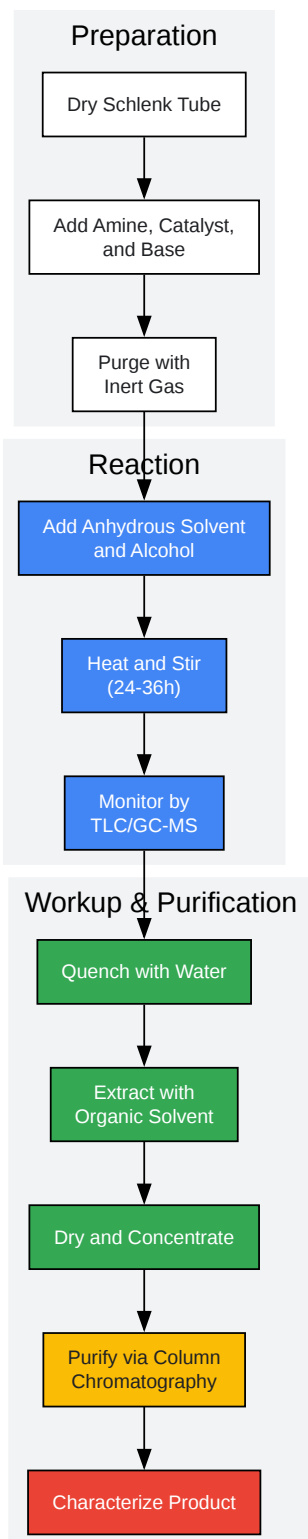 Preparation
Dry Schlenk Tube
Add Amine, Catalyst,
and Base
Purge with
Inert Gas
Reaction
Add Anhydrous Solvent
and Alcohol
Heat and Stir
(24-36h)
Monitor by
TLC/GC-MS
Workup & Purification
Quench with Water
Extract with
Organic Solvent
Dry and Concentrate
Purify via Column
Chromatography
Characterize Product